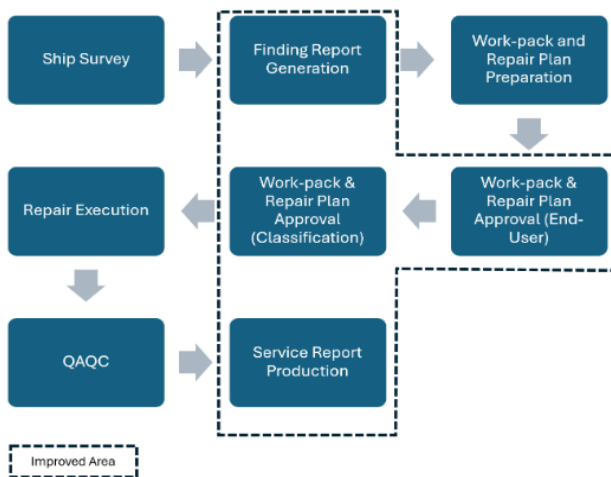 Ship Survey
Finding Report
Generation
Work-pack and
Repair Plan
Preparation
Repair Execution
Work-pack &
Repair Plan
Approval
(Classification)
Work-pack &
Repair Plan
Approval (End-
User)
QAQC
Service Report
Production
Improved Area